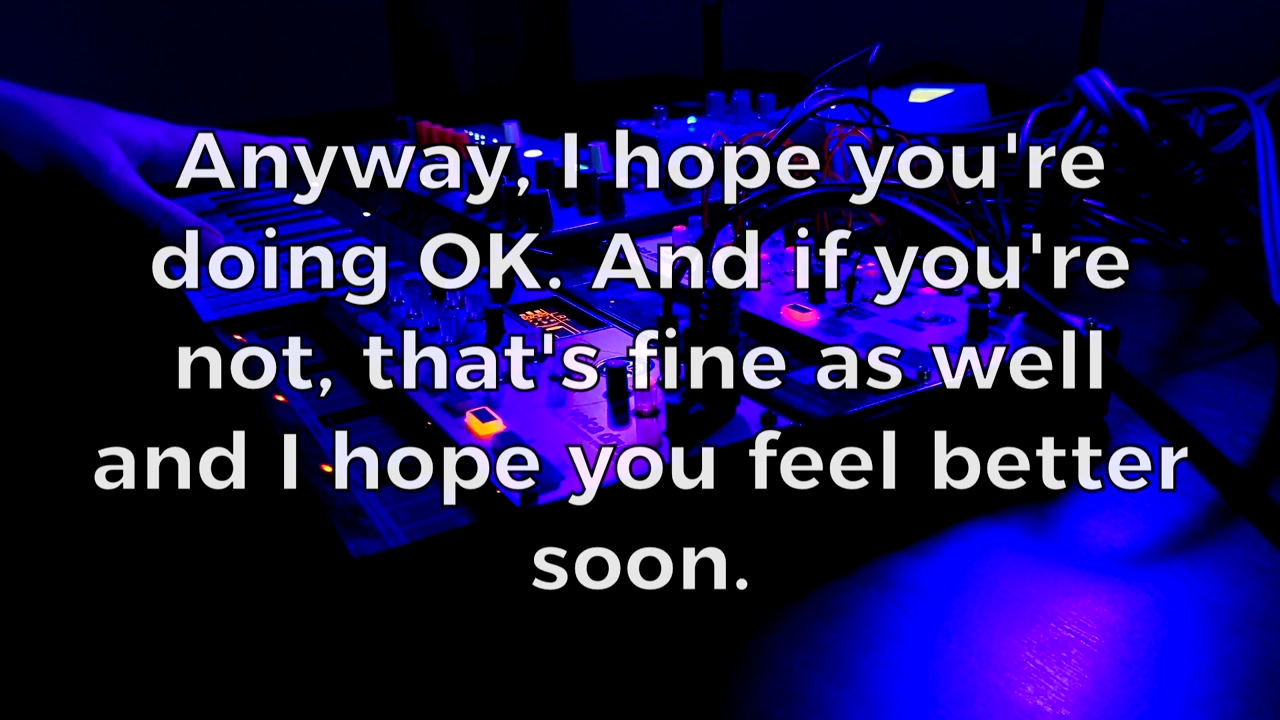 Anyway, I hope you're
doing OK. And if you're
not, that's fine as well
and I hope you feel better
soon.